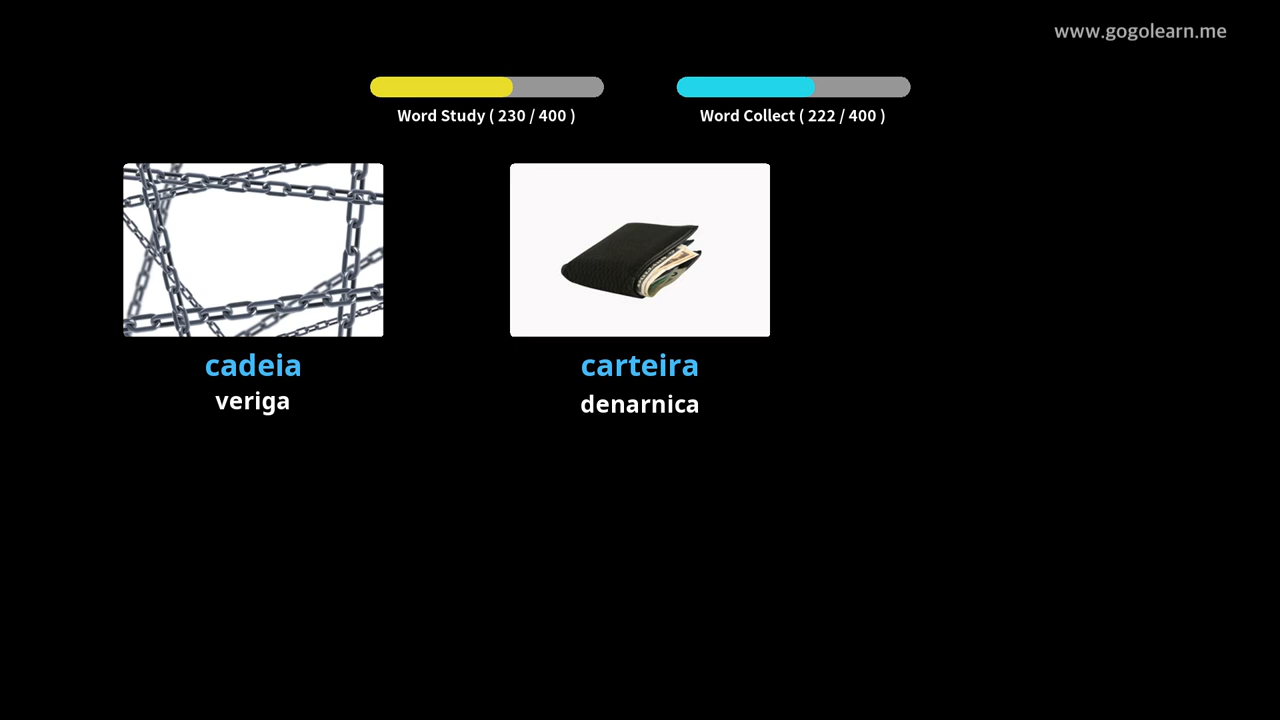 www.gogolearn.me
Word Study ( 230 / 400 )
Word Collect ( 222 / 400 )
cadeia
veriga
carteira
denarnica